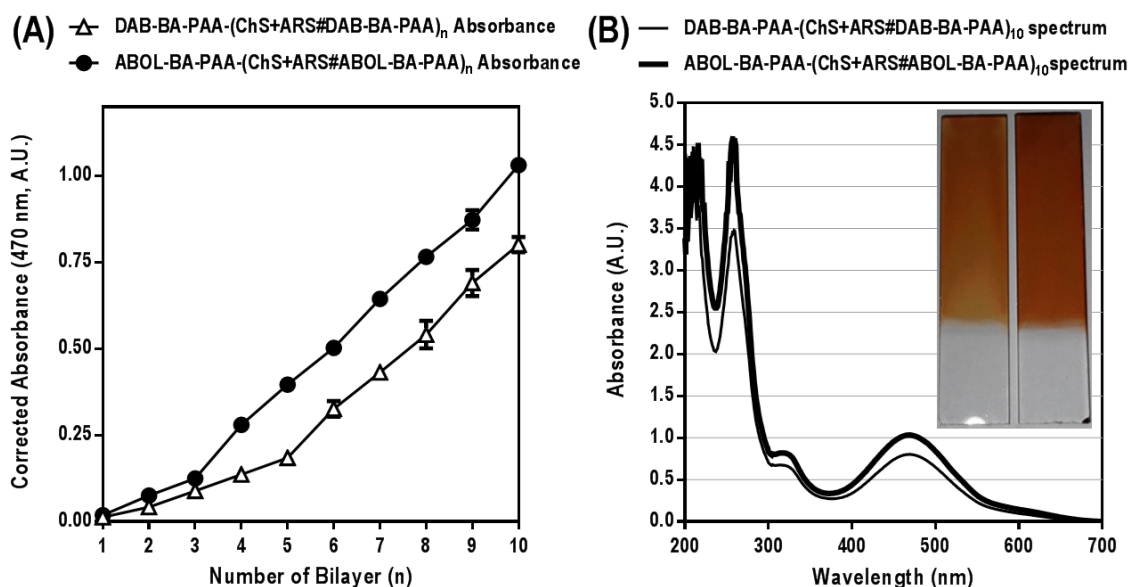 (A)
DAB-BA-PAA-(ChS+ARS#DAB-BA-PAA)n Absorbance
ABOL-BA-PAA-(ChS+ARS#ABOL-BA-PAA)n Absorbance
Corrected Absorbance (470 nm, A.U.)
1.00
0.75
0.50
0.25
0.00
1 2 3 4 5 6 7 8 9 10
Number of Bilayer (n)
(B)
DAB-BA-PAA-(ChS+ARS#DAB-BA-PAA)10 spectrum
ABOL-BA-PAA-(ChS+ARS#ABOL-BA-PAA)10 spectrum
Absorbance (A.U.)
5.0
4.5
4.0
3.5
3.0
2.5
2.0
1.5
1.0
0.5
0.0
200 300 400 500 600 700
Wavelength (nm)